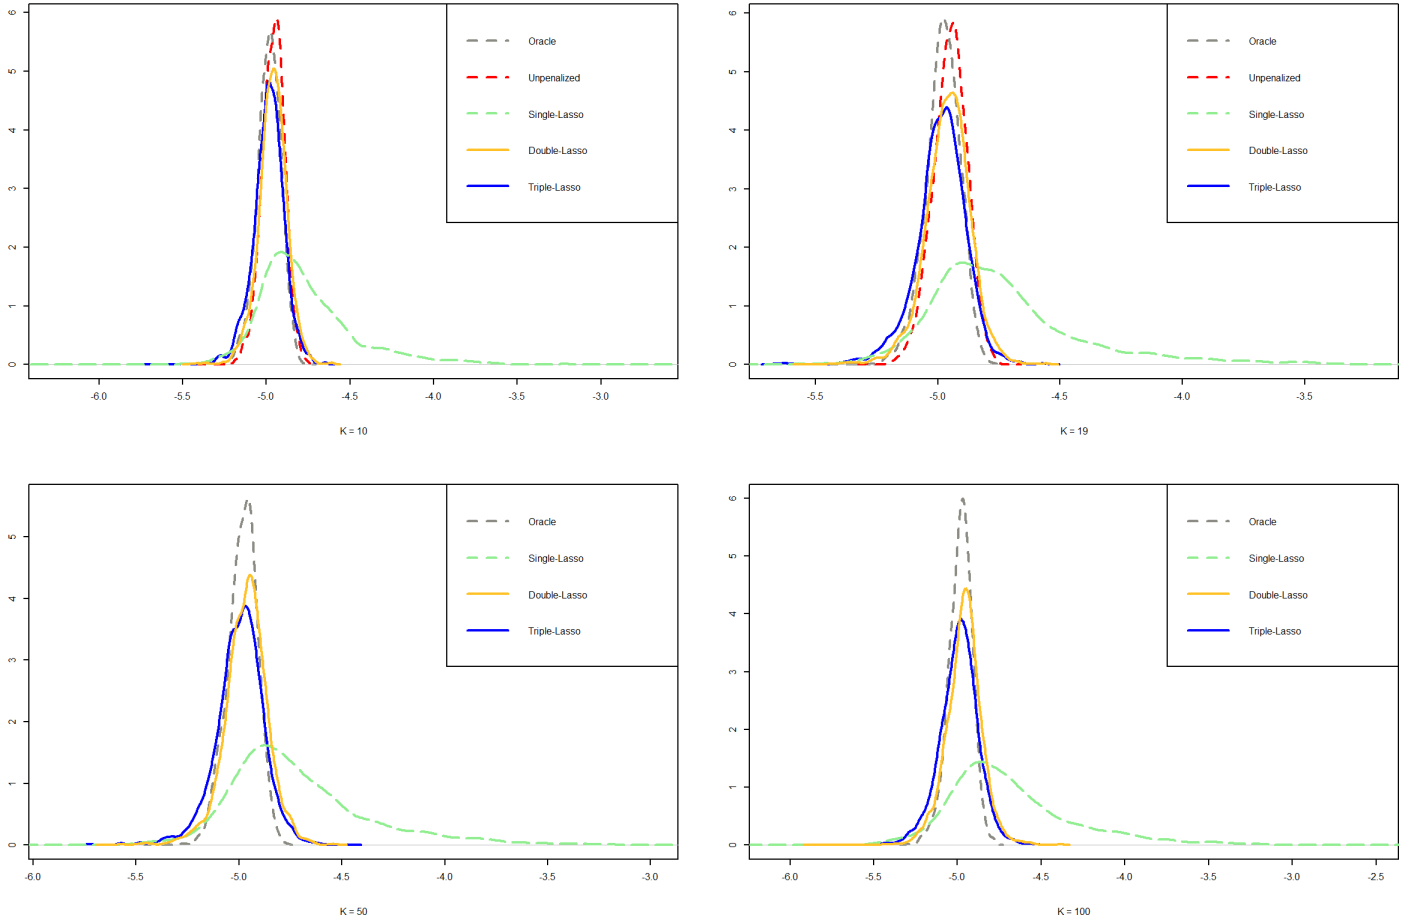 6
5
4
3
2
1
0
Oracle
Unpenalized
Single-Lasso
Double-Lasso
Triple-Lasso
-6.0 -5.5 -5.0 -4.5 -4.0 -3.5 -3.0
K = 10
6
5
4
3
2
1
0
Oracle
Unpenalized
Single-Lasso
Double-Lasso
Triple-Lasso
-5.5 -5.0 -4.5 -4.0 -3.5
K = 19
5
4
3
2
1
0
Oracle
Single-Lasso
Double-Lasso
Triple-Lasso
-6.0 -5.5 -5.0 -4.5 -4.0 -3.5 -3.0
K = 50
6
5
4
3
2
1
0
Oracle
Single-Lasso
Double-Lasso
Triple-Lasso
-6.0 -5.5 -5.0 -4.5 -4.0 -3.5 -3.0 -2.5
K = 100